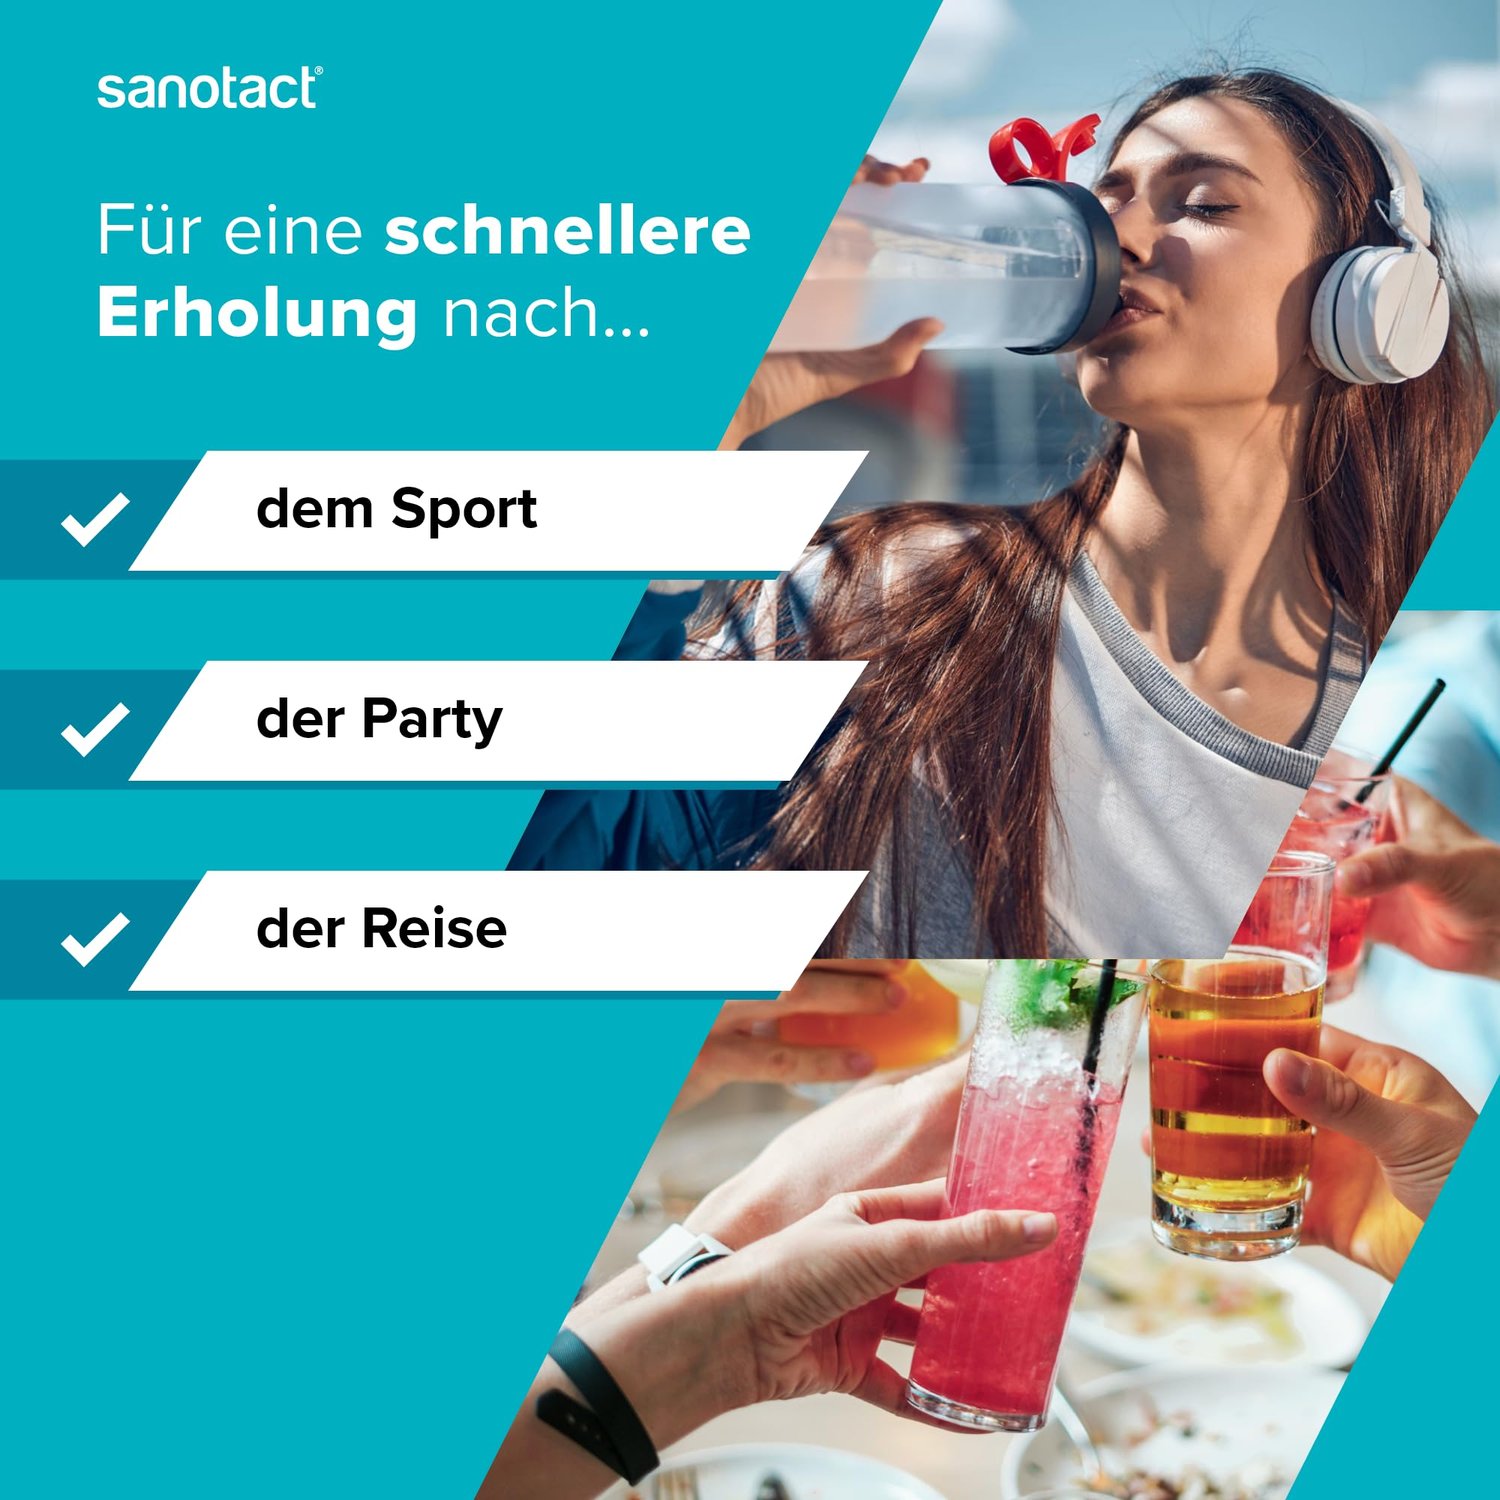 sanotact®
Für eine schnellere
Erholung nach...
dem Sport
der Party
der Reise